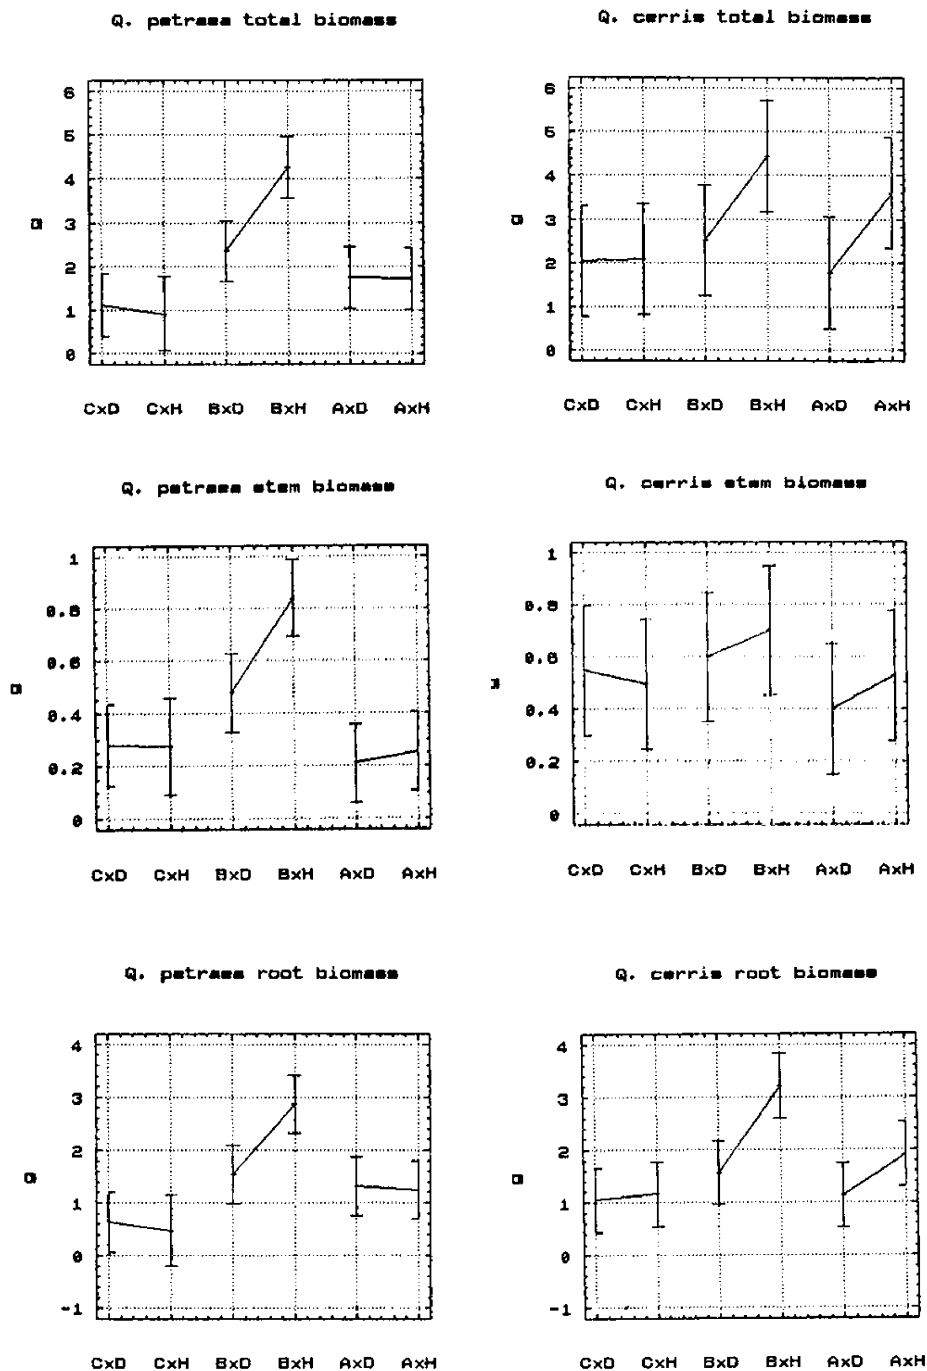 Q. petraea total biomass
6
5
4
3
2
1
0
g
CxD CxH BxD BxH AxD AxH
Q. cerris total biomass
6
5
4
3
2
1
0
g
CxD CxH BxD BxH AxD AxH
Q. petraea stem biomass
1
0.8
0.6
0.4
0.2
0
g
CxD CxH BxD BxH AxD AxH
Q. cerris stem biomass
1
0.8
0.6
0.4
0.2
0
CxD CxH BxD BxH AxD AxH
Q. petraea root biomass
4
3
2
1
0
-1
g
CxD CxH BxD BxH AxD AxH
Q. cerris root biomass
4
3
2
1
0
-1
g
CxD CxH BxD BxH AxD AxH